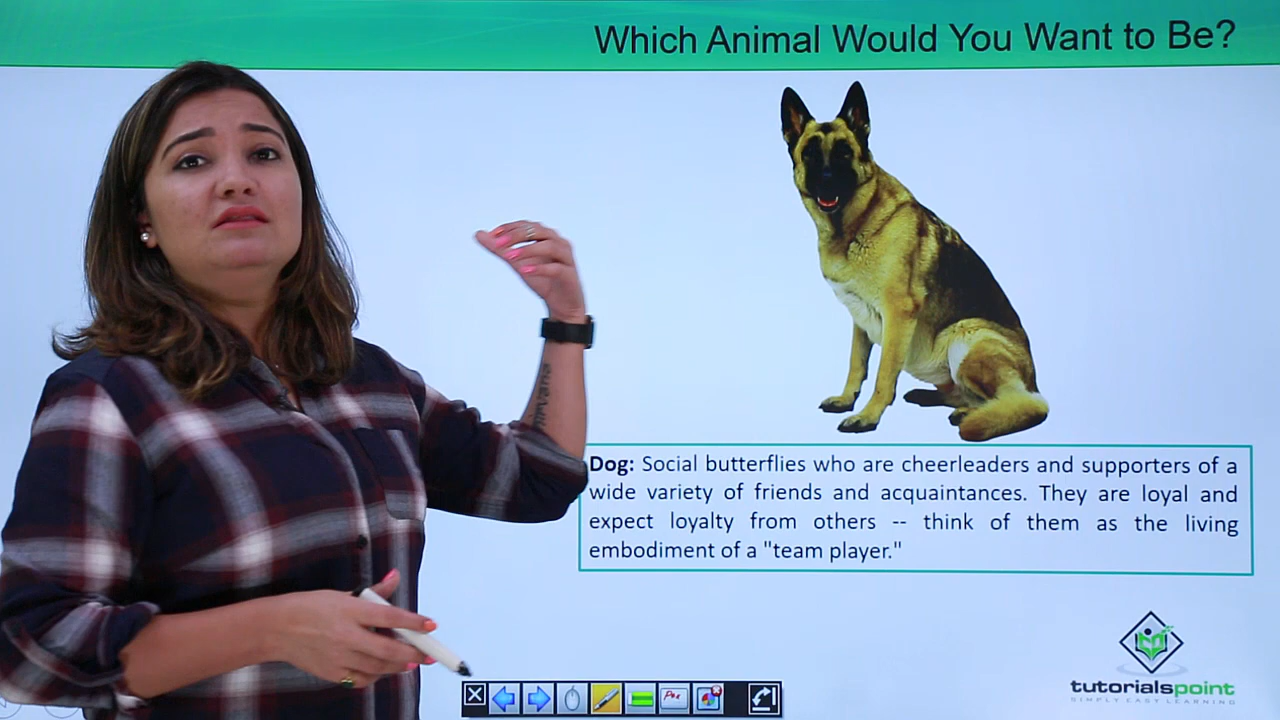 Which Animal Would You Want to Be?
nirvana
Dog: Social butterflies who are cheerleaders and supporters of a
wide variety of friends and acquaintances. They are loyal and
expect loyalty from others -- think of them as the living
embodiment of a "team player."
tutorialspoint
SIMPLY EASY LEARNING